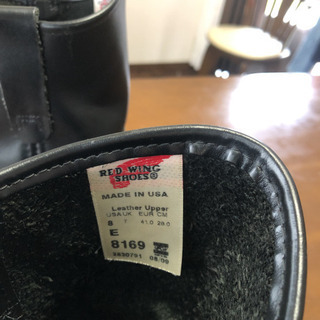 RED WING
SHOES®
MADE IN USA
Leather Upper
USA UK EUR CM
8 7 41.0 26.0
E
8169
08/00